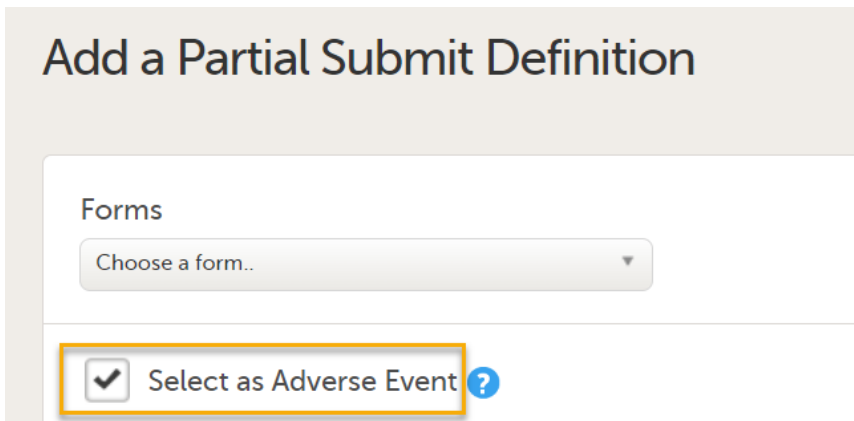 Add a Partial Submit Definition
Forms
Choose a form..
Select as Adverse Event ?